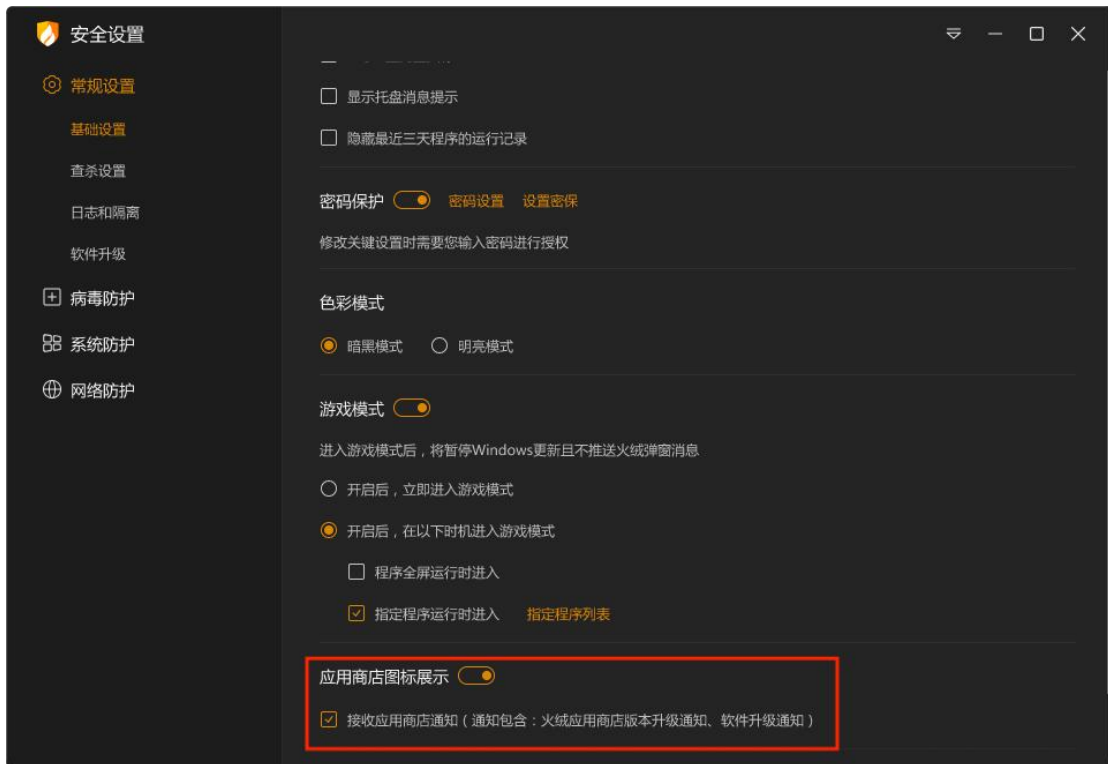 安全设置
常规设置
基础设置
查杀设置
日志和隔离
软件升级
病毒防护
系统防护
网络防护
显示托盘消息提示
隐藏最近三天程序的运行记录
密码保护 密码设置 设置密保
修改关键设置时需要您输入密码进行授权
色彩模式
暗黑模式 明亮模式
游戏模式
进入游戏模式后，将暂停Windows更新且不推送火绒弹窗消息
开启后，立即进入游戏模式
开启后，在以下时机进入游戏模式
程序全屏运行时进入
指定程序运行时进入 指定程序列表
应用商店图标展示
接收应用商店通知（通知包含：火绒应用商店版本升级通知、软件升级通知）